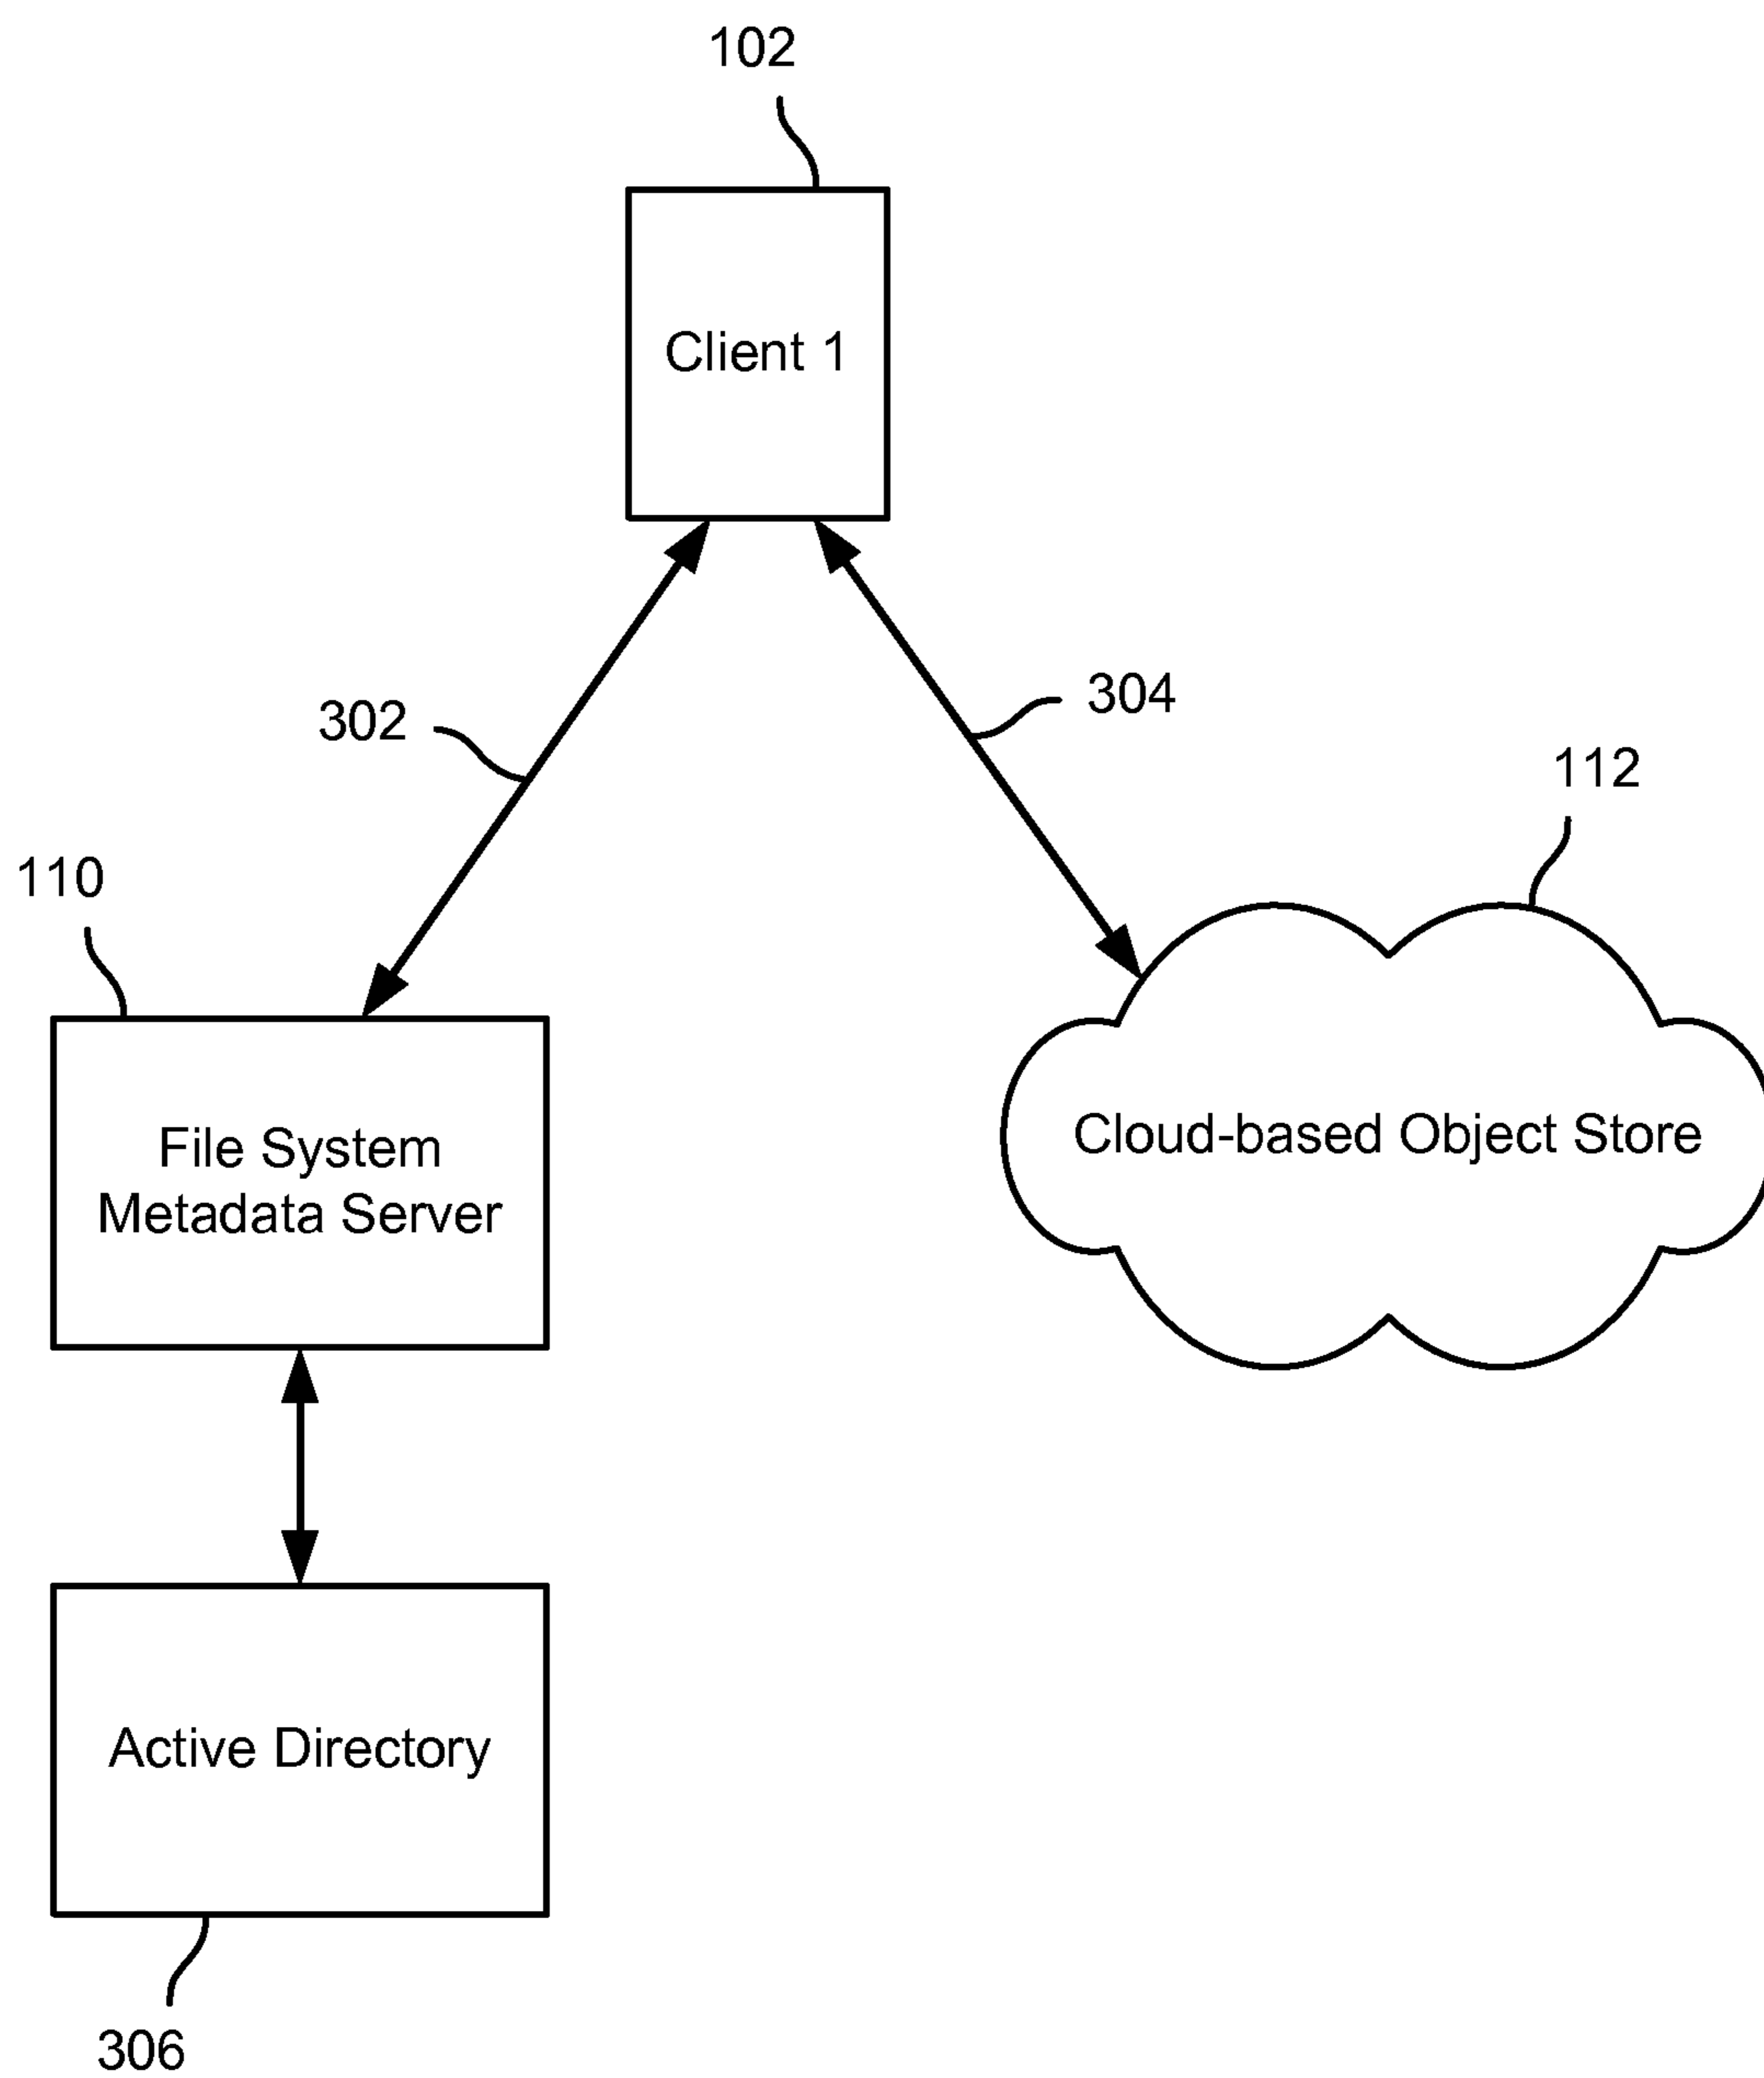 102
Client 1
302
304
112
110
File System
Metadata Server
Cloud-based Object Store
Active Directory
306